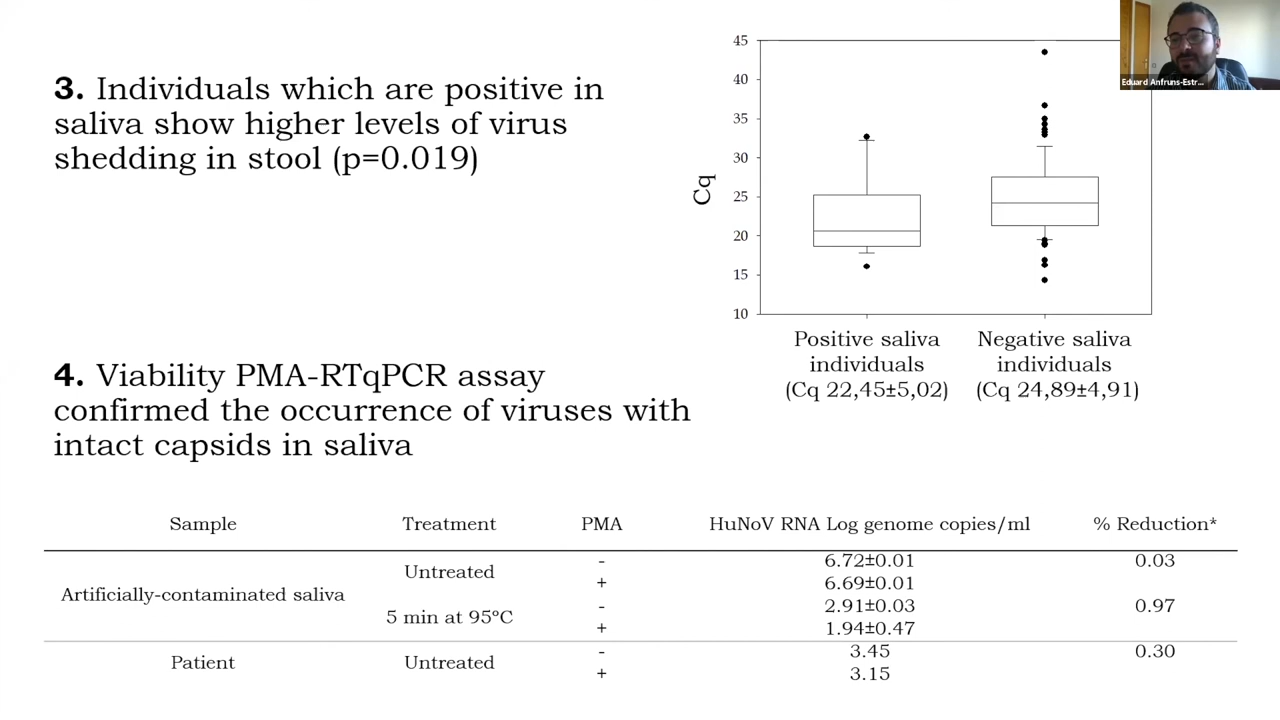 3. Individuals which are positive in
saliva show higher levels of virus
shedding in stool (p=0.019)
45
40
35
30
25
20
15
10
Cq
Positive saliva
individuals
(Cq 22,45±5,02)
Negative saliva
individuals
(Cq 24,89±4,91)
Eduard Anfruns-Estr...
4. Viability PMA-RTqPCR assay
confirmed the occurrence of viruses with
intact capsids in saliva
Sample Treatment PMA HuNoV RNA Log genome copies/ml % Reduction*
Artificially-contaminated saliva Untreated - 6.72±0.01 0.03
+ 6.69±0.01
5 min at 95ºC - 2.91±0.03 0.97
+ 1.94±0.47
Patient Untreated - 3.45 0.30
+ 3.15